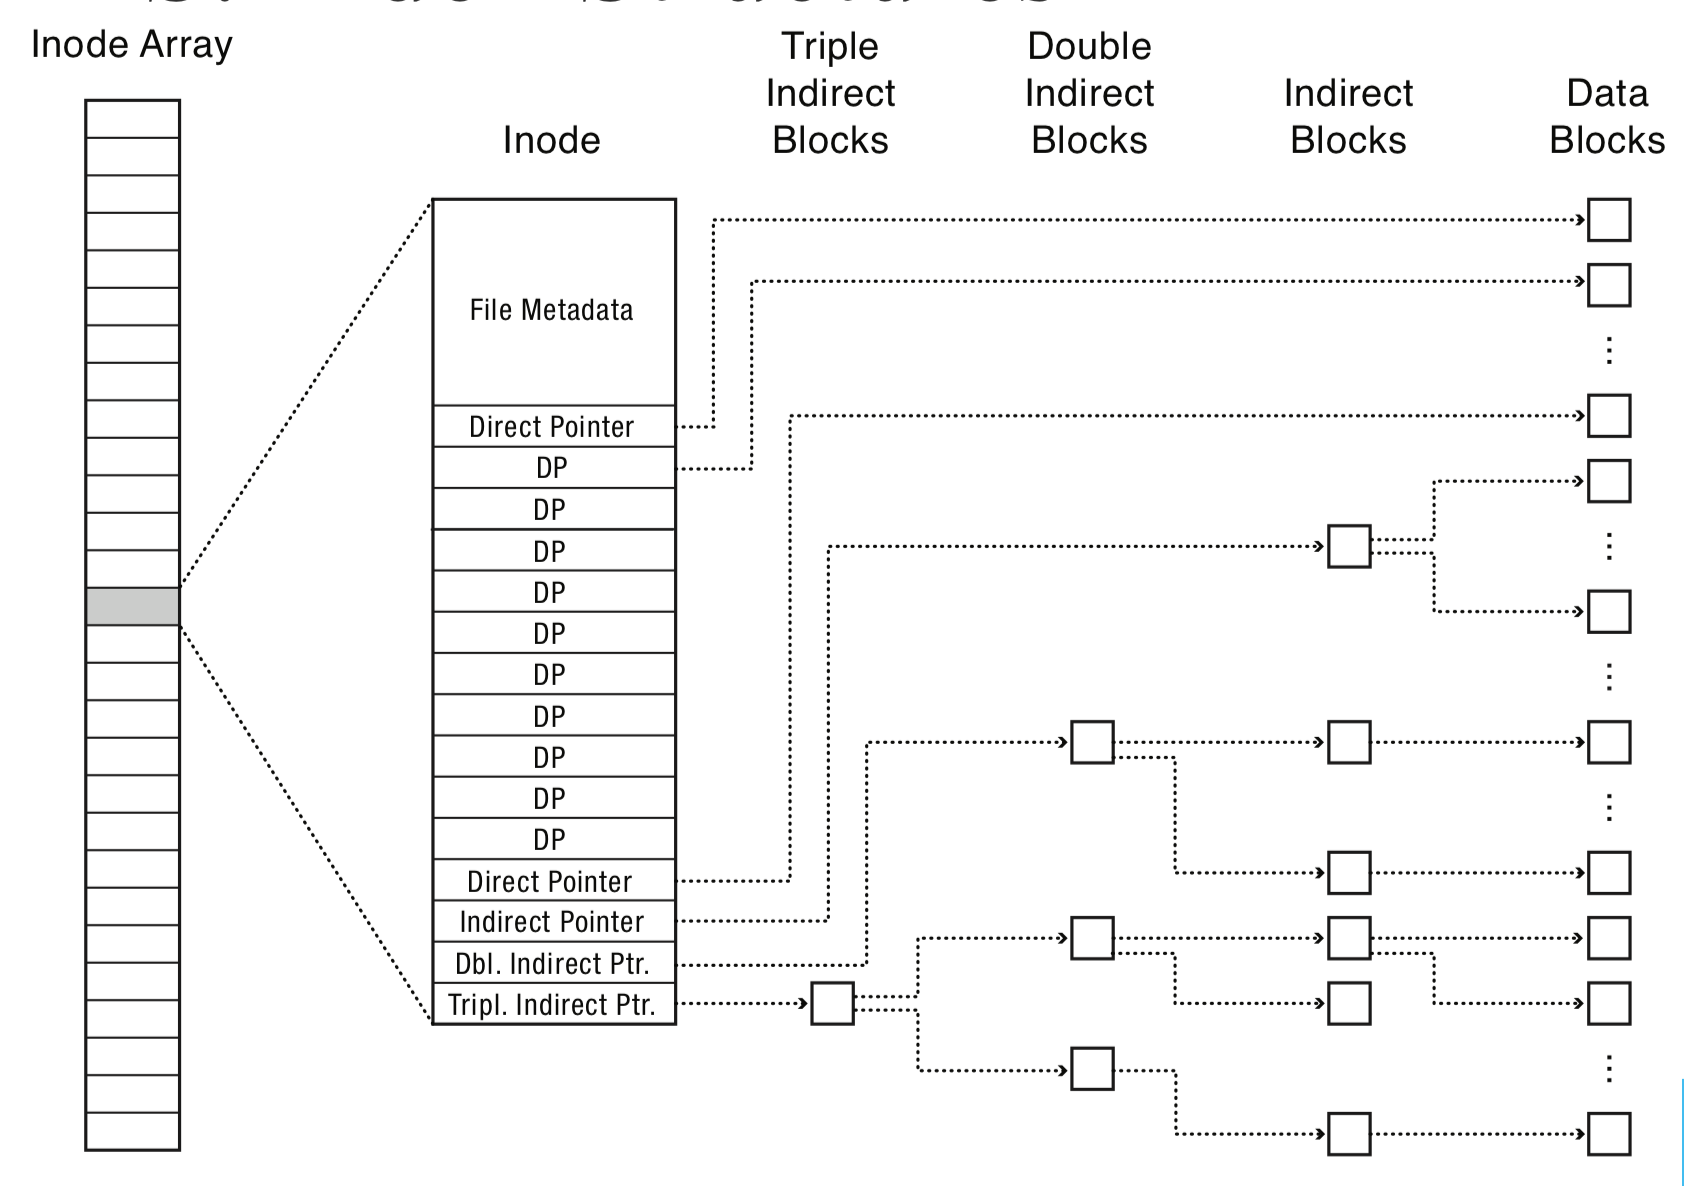 Inode Array
Inode
Triple
Indirect
Blocks
Double
Indirect
Blocks
Indirect
Blocks
Data
Blocks
File Metadata
Direct Pointer
DP
DP
DP
DP
DP
DP
DP
DP
DP
DP
Direct Pointer
Indirect Pointer
Dbl. Indirect Ptr.
Tripl. Indirect Ptr.